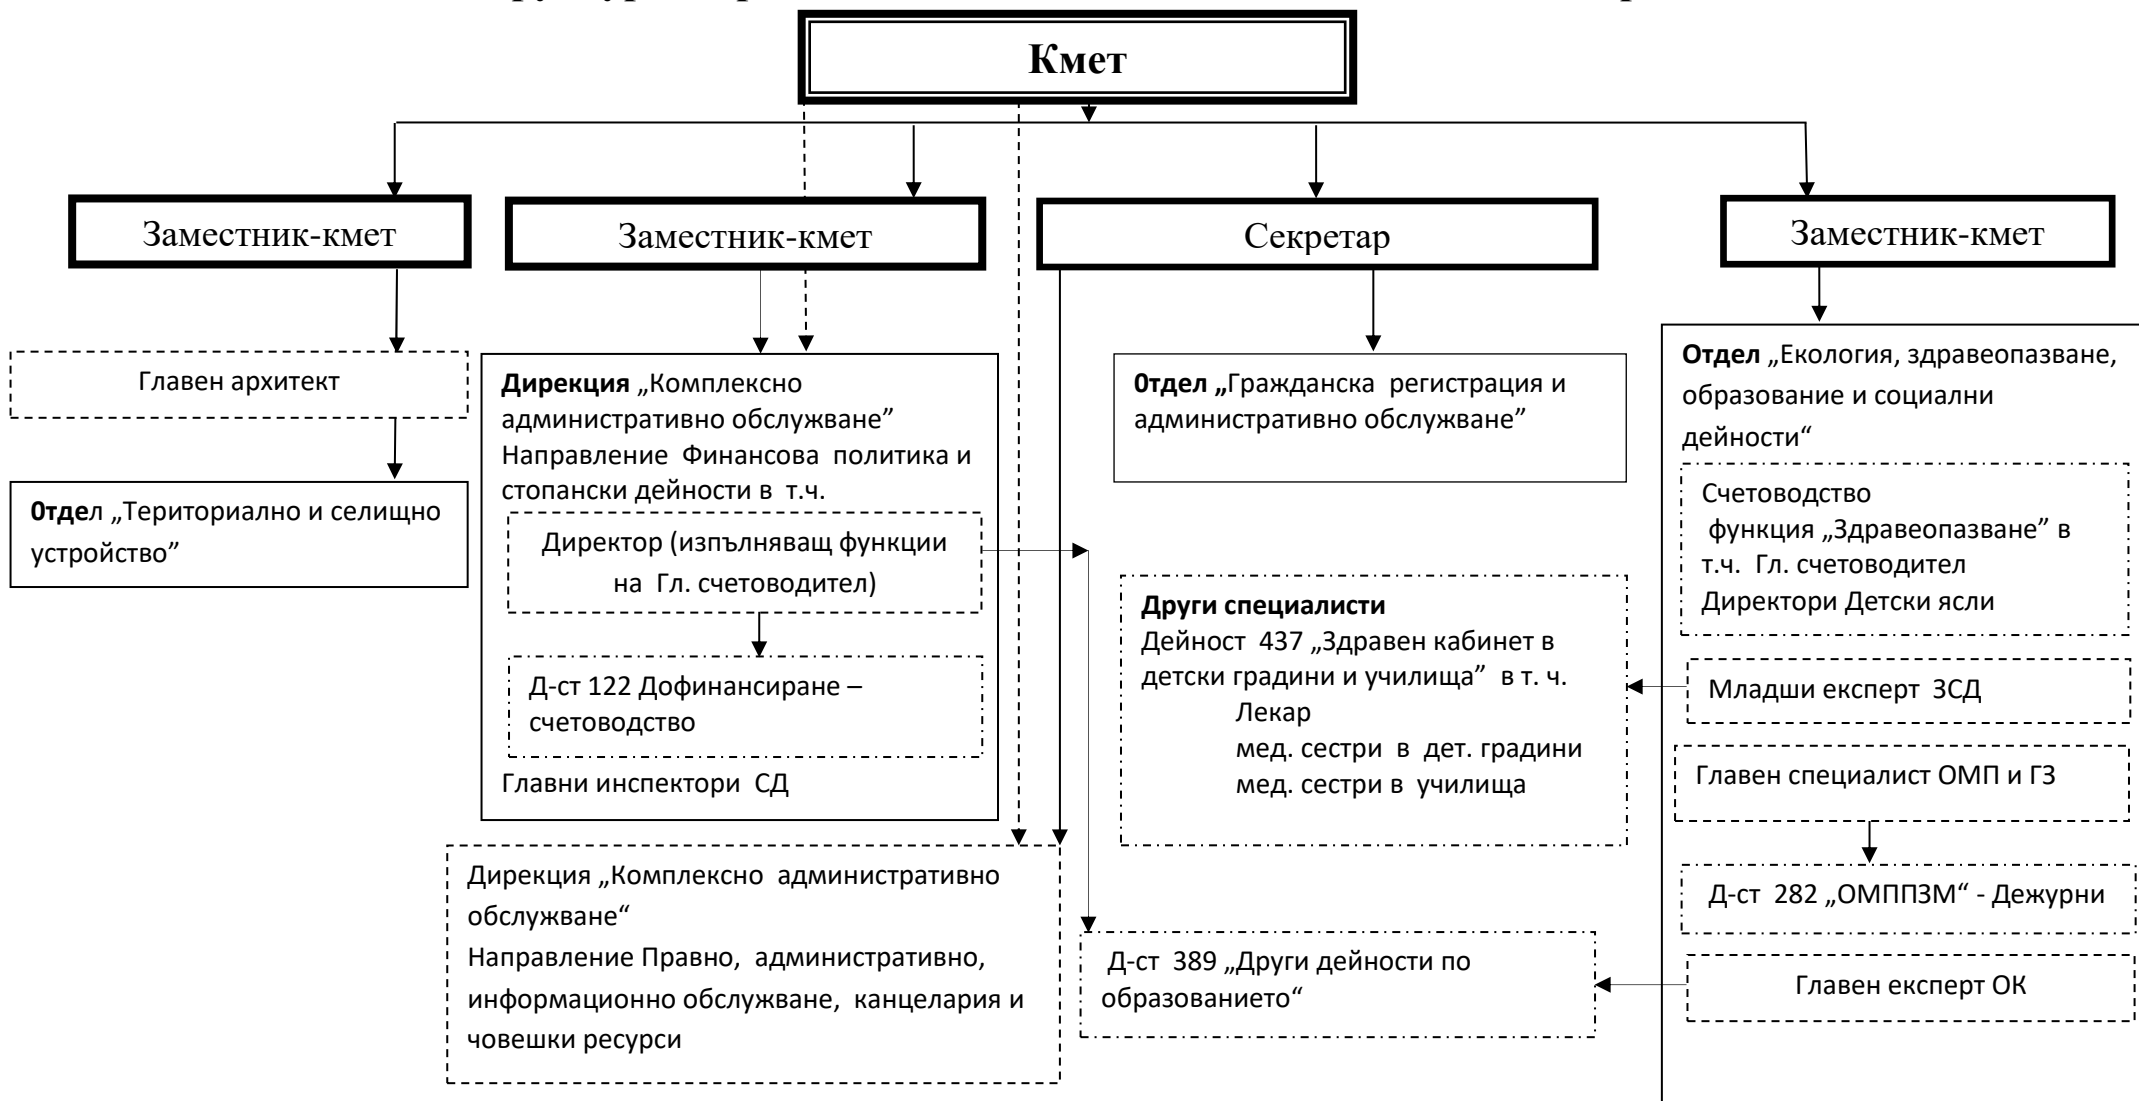 Кмет
Заместник-кмет
Заместник-кмет
Секретар
Заместник-кмет
Главен архитект
0тдел „Териториално и селищно
устройство”
Дирекция „Комплексно
административно обслужване”
Направление Финансова политика и
стопански дейности в т.ч.
Директор (изпълняващ функции
на Гл. счетоводител)
Д-ст 122 Дофинансиране –
счетоводство
Главни инспектори СД
Дирекция „Комплексно административно
обслужване“
Направление Правно, административно,
информационно обслужване, канцелария и
човешки ресурси
0тдел „Гражданска регистрация и
административно обслужване”
Други специалисти
Дейност 437 „Здравен кабинет в
детски градини и училища” в т. ч.
Лекар
мед. сестри в дет. градини
мед. сестри в училища
Д-ст 389 „Други дейности по
образованието“
Отдел „Екология, здравеопазване,
образование и социални
дейности“
Счетоводство
функция „Здравеопазване” в
т.ч. Гл. счетоводител
Директори Детски ясли
Младши експерт ЗСД
Главен специалист ОМП и ГЗ
Д-ст 282 „ОМППЗМ“ - Дежурни
Главен експерт ОК